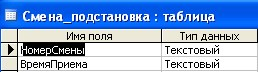 Смена_подстановка : таблица
Имя поля Тип данных
НомерСмены Текстовый
ВремяПриема Текстовый